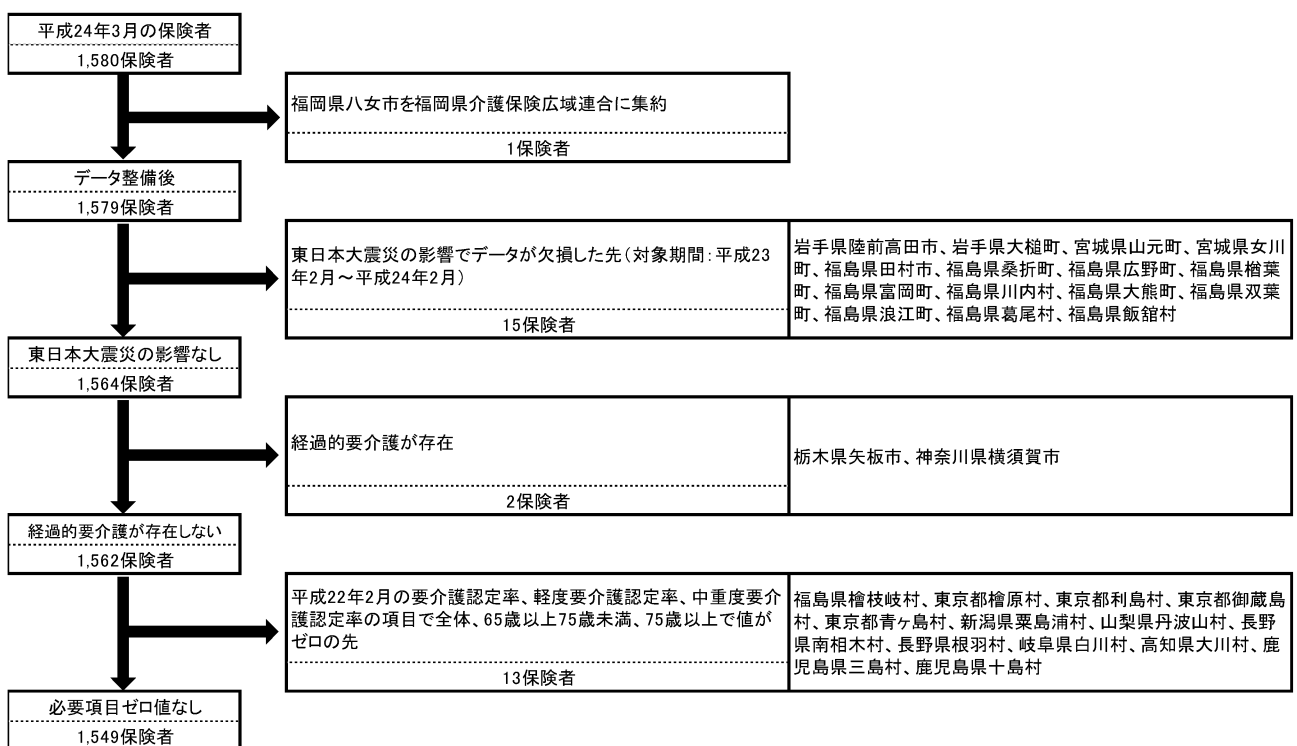 平成24年3月の保険者
1,580保険者
福岡県八女市を福岡県介護保険広域連合に集約
1保険者
データ整備後
1,579保険者
東日本大震災の影響でデータが欠損した先(対象期間:平成23
年2月~平成24年2月)
15保険者
岩手県陸前高田市、岩手県大槌町、宮城県山元町、宮城県女川
町、福島県田村市、福島県桑折町、福島県広野町、福島県楢葉
町、福島県富岡町、福島県川内村、福島県大熊町、福島県双葉
町、福島県浪江町、福島県葛尾村、福島県飯舘村
東日本大震災の影響なし
1,564保険者
経過的要介護が存在
2保険者
栃木県矢板市、神奈川県横須賀市
経過的要介護が存在しない
1,562保険者
平成22年2月の要介護認定率、軽度要介護認定率、中重度要介
護認定率の項目で全体、65歳以上75歳未満、75歳以上で値が
ゼロの先
13保険者
福島県檜枝岐村、東京都檜原村、東京都利島村、東京都御蔵島
村、東京都青ヶ島村、新潟県粟島浦村、山梨県丹波山村、長野
県南相木村、長野県根羽村、岐阜県白川村、高知県大川村、鹿
児島県三島村、鹿児島県十島村
必要項目ゼロ値なし
1,549保険者